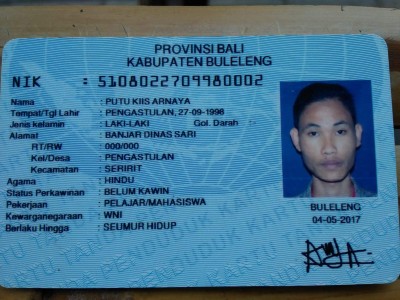 PROVINSI BALI
KABUPATEN BULELENG
NIK : 5108022709980002
Nama : PUTU KIIS ARNAYA
Tempat/Tgl Lahir : PENGASTULAN, 27-09-1998
Jenis kelamin : LAKI-LAKI Gol. Darah
Alamat : BANJAR DINAS SARI
RT/RW : 000/000
Kel/Desa : PENGASTULAN
Kecamatan : SERIRIT
Agama : HINDU
Status Perkawinan : BELUM KAWIN
Pekerjaan : PELAJAR/MAHASISWA
Kewarganegaraan : WNI
Berlaku Hingga : SEUMUR HIDUP
BULELENG
04-05-2017